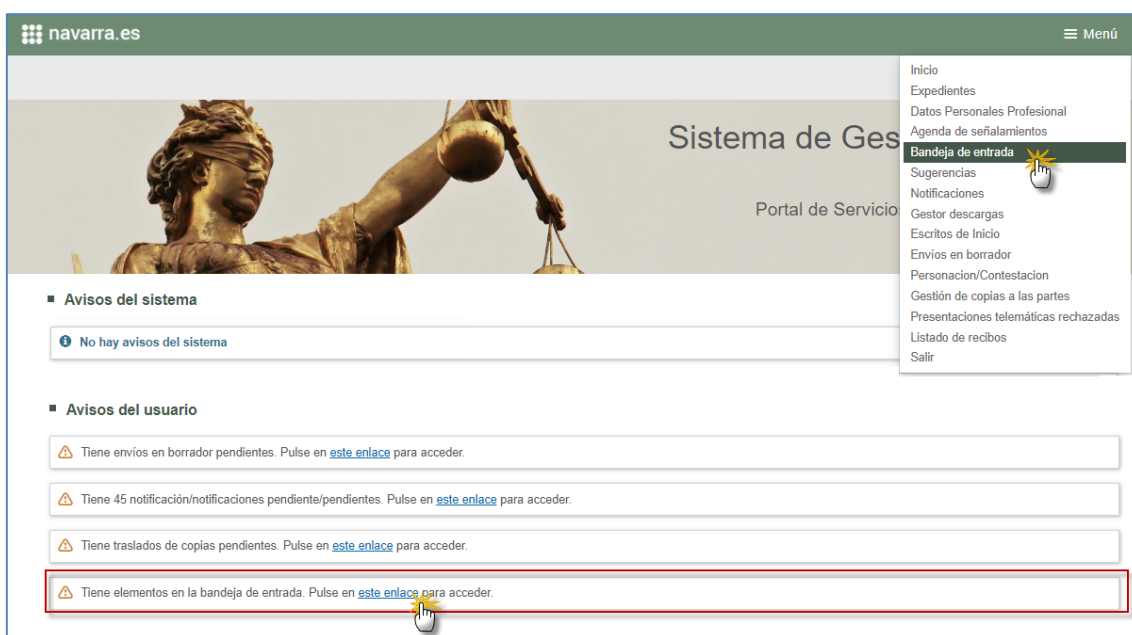 navarra.es
Menú
Inicio
Expedientes
Datos Personales Profesional
Agenda de señalamientos
Bandeja de entrada
Sugerencias
Notificaciones
Gestor descargas
Escritos de Inicio
Envíos en borrador
Personacion/Contestacion
Gestión de copias a las partes
Presentaciones telemáticas rechazadas
Listado de recibos
Salir
Sistema de Ges
Portal de Servicio
Avisos del sistema
No hay avisos del sistema
Avisos del usuario
Tiene envíos en borrador pendientes. Pulse en este enlace para acceder.
Tiene 45 notificación/notificaciones pendiente/pendientes. Pulse en este enlace para acceder.
Tiene traslados de copias pendientes. Pulse en este enlace para acceder.
Tiene elementos en la bandeja de entrada. Pulse en este enlace para acceder.